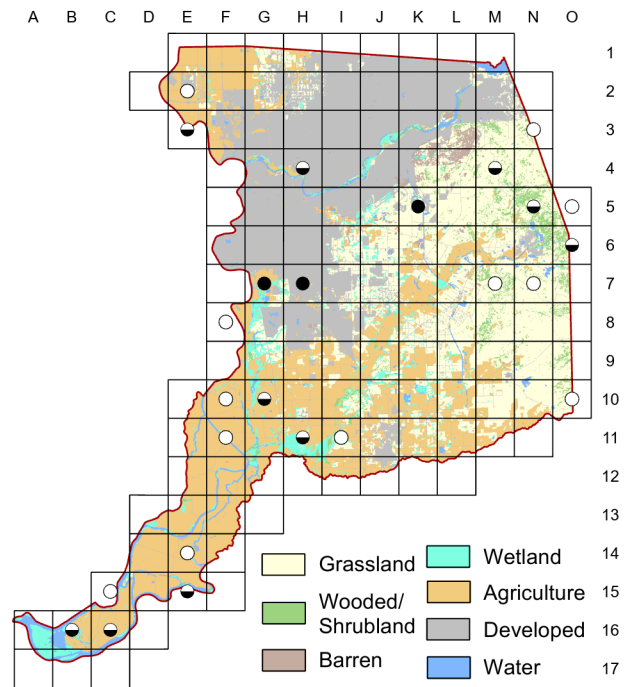 A B C D E F G H I J K L M N O
1
2
3
4
5
6
7
8
9
10
11
12
13
14
15
16
17
Grassland
Wooded/
Shrubland
Barren
Wetland
Agriculture
Developed
Water